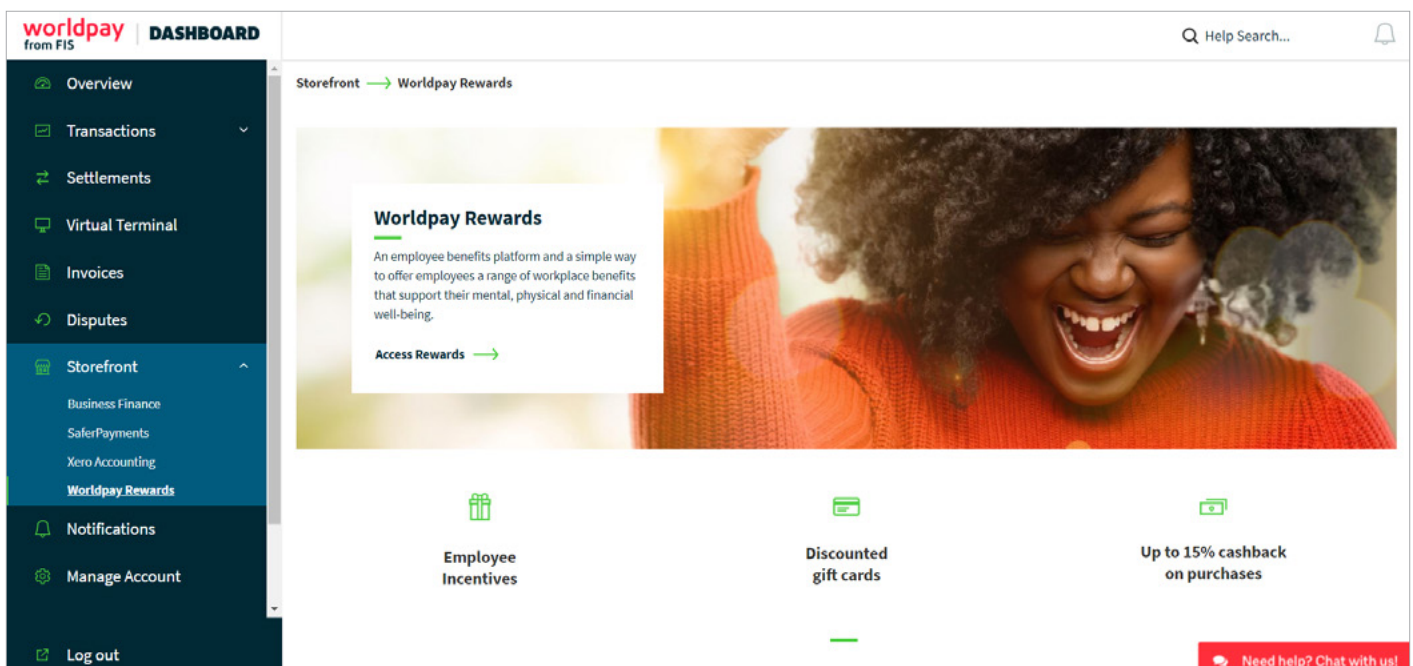 worldpay
from FIS
DASHBOARD
Help Search...
Overview
Transactions
Settlements
Virtual Terminal
Invoices
Disputes
Storefront
Business Finance
SaferPayments
Xero Accounting
Worldpay Rewards
Notifications
Manage Account
Log out
Storefront → Worldpay Rewards
Worldpay Rewards
An employee benefits platform and a simple way
to offer employees a range of workplace benefits
that support their mental, physical and financial
well-being.
Access Rewards →
Employee
Incentives
Discounted
gift cards
Up to 15% cashback
on purchases
Need help? Chat with us!